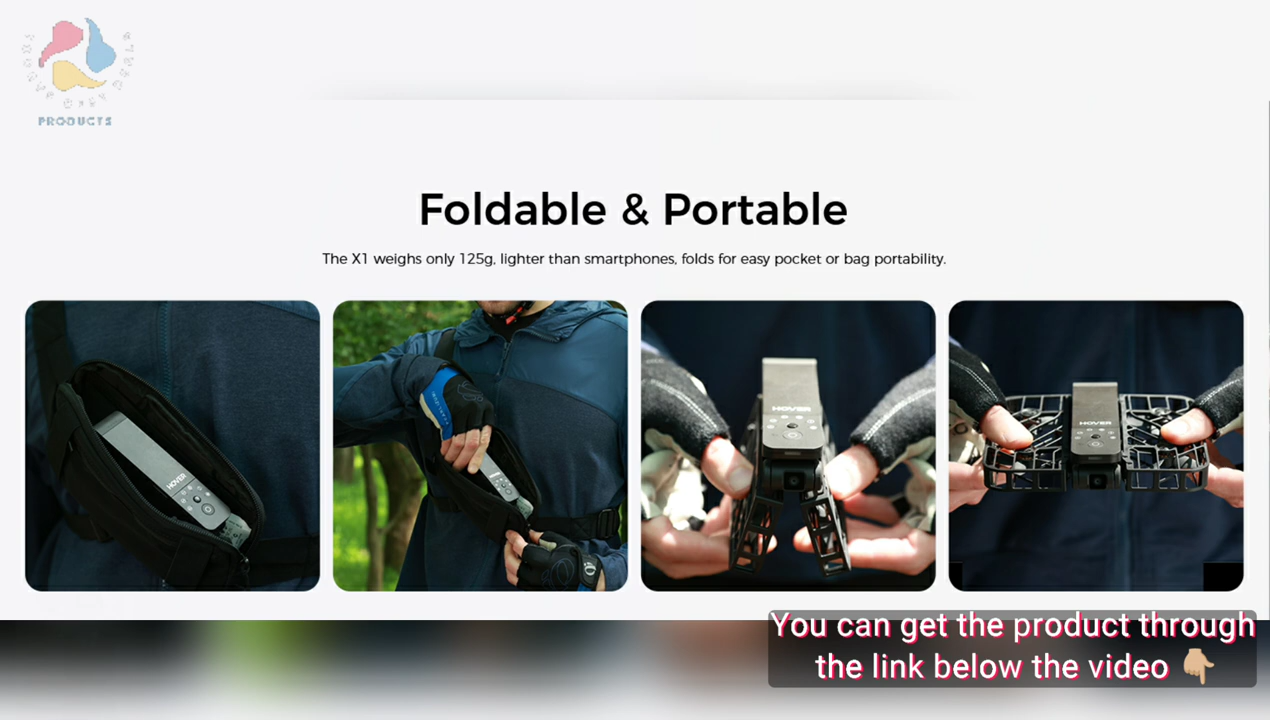 PRODUCTS
Foldable & Portable
The X1 weighs only 125g, lighter than smartphones, folds for easy pocket or bag portability.
HOVER
HOVER
HOVER
You can get the product through
the link below the video